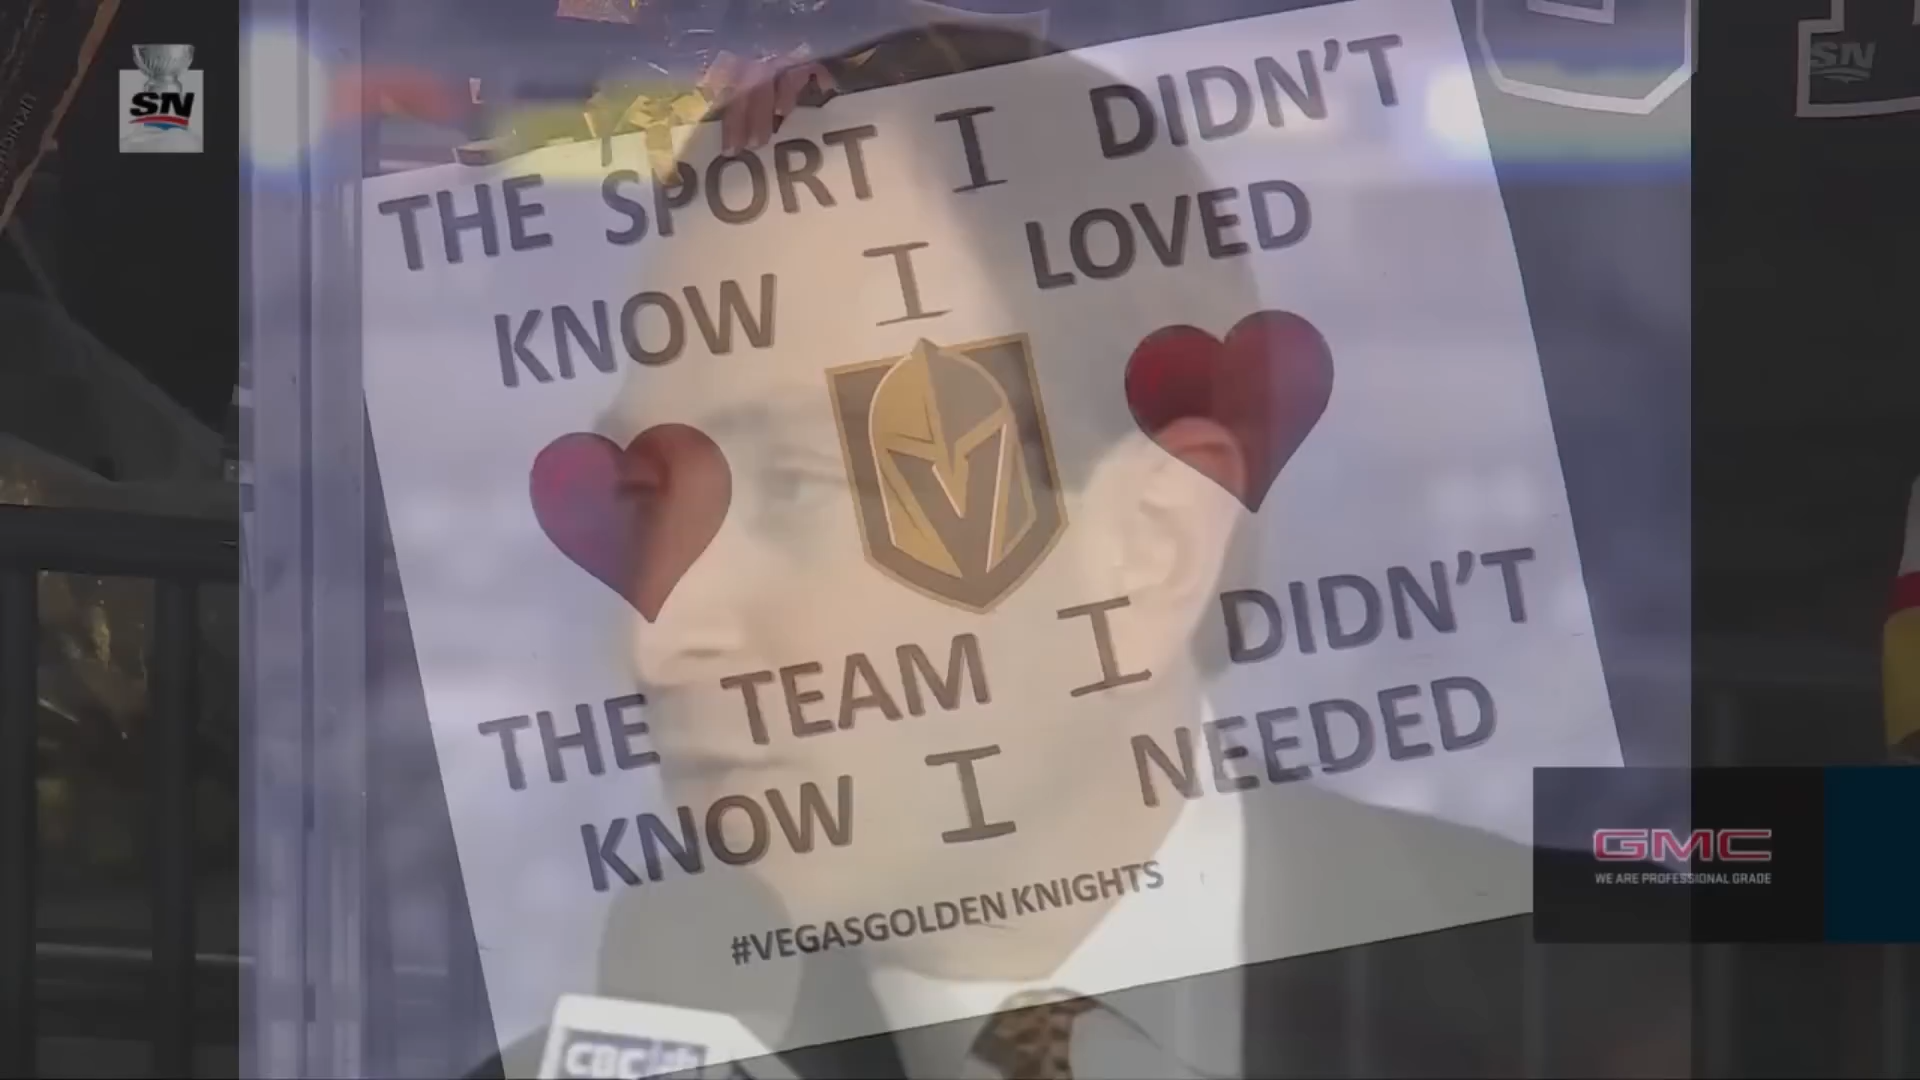 SN
SN
THE SPORT I DIDN'T
KNOW I LOVED
THE TEAM I DIDN'T
KNOW I NEEDED
#VEGASGOLDEN KNIGHTS
GMC
WE ARE PROFESSIONAL GRADE
CBC